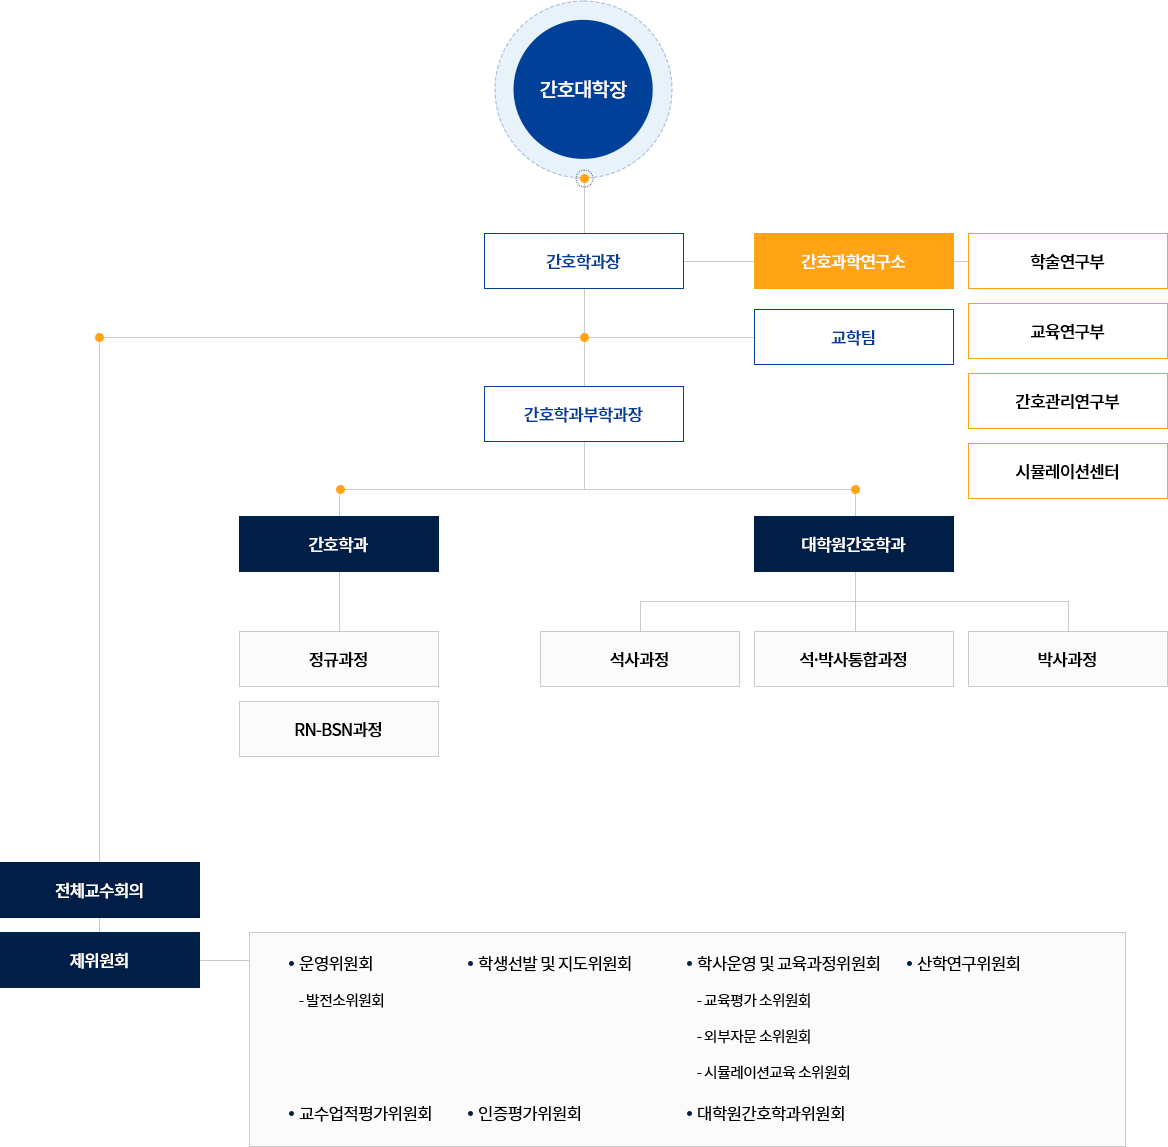 간호대학장
간호학과장
간호과학연구소
학술연구부
교육연구부
교학팀
간호관리연구부
간호학과부학과장
시뮬레이션센터
간호학과
대학원간호학과
정규과정
석사과정
석·박사통합과정
박사과정
RN-BSN과정
전체교수회의
제위원회
• 운영위원회
- 발전소위원회
• 학생선발 및 지도위원회
• 학사운영 및 교육과정위원회
- 교육평가 소위원회
- 외부자문 소위원회
- 시뮬레이션교육 소위원회
• 산학연구위원회
• 교수업적평가위원회
• 인증평가위원회
• 대학원간호학과위원회